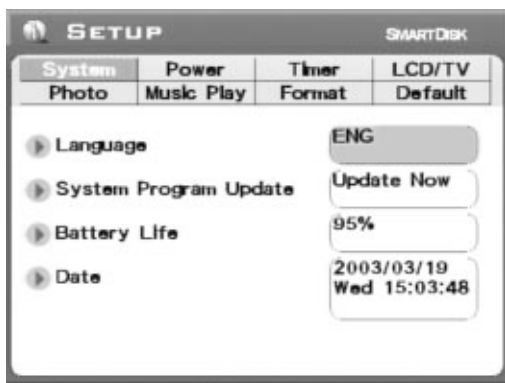 SETUP SMARTDISK
System Power Timer LCD/TV
Photo Music Play Format Default
Language ENG
System Program Update Update Now
Battery Life 95%
Date 2003/03/19
Wed 15:03:48